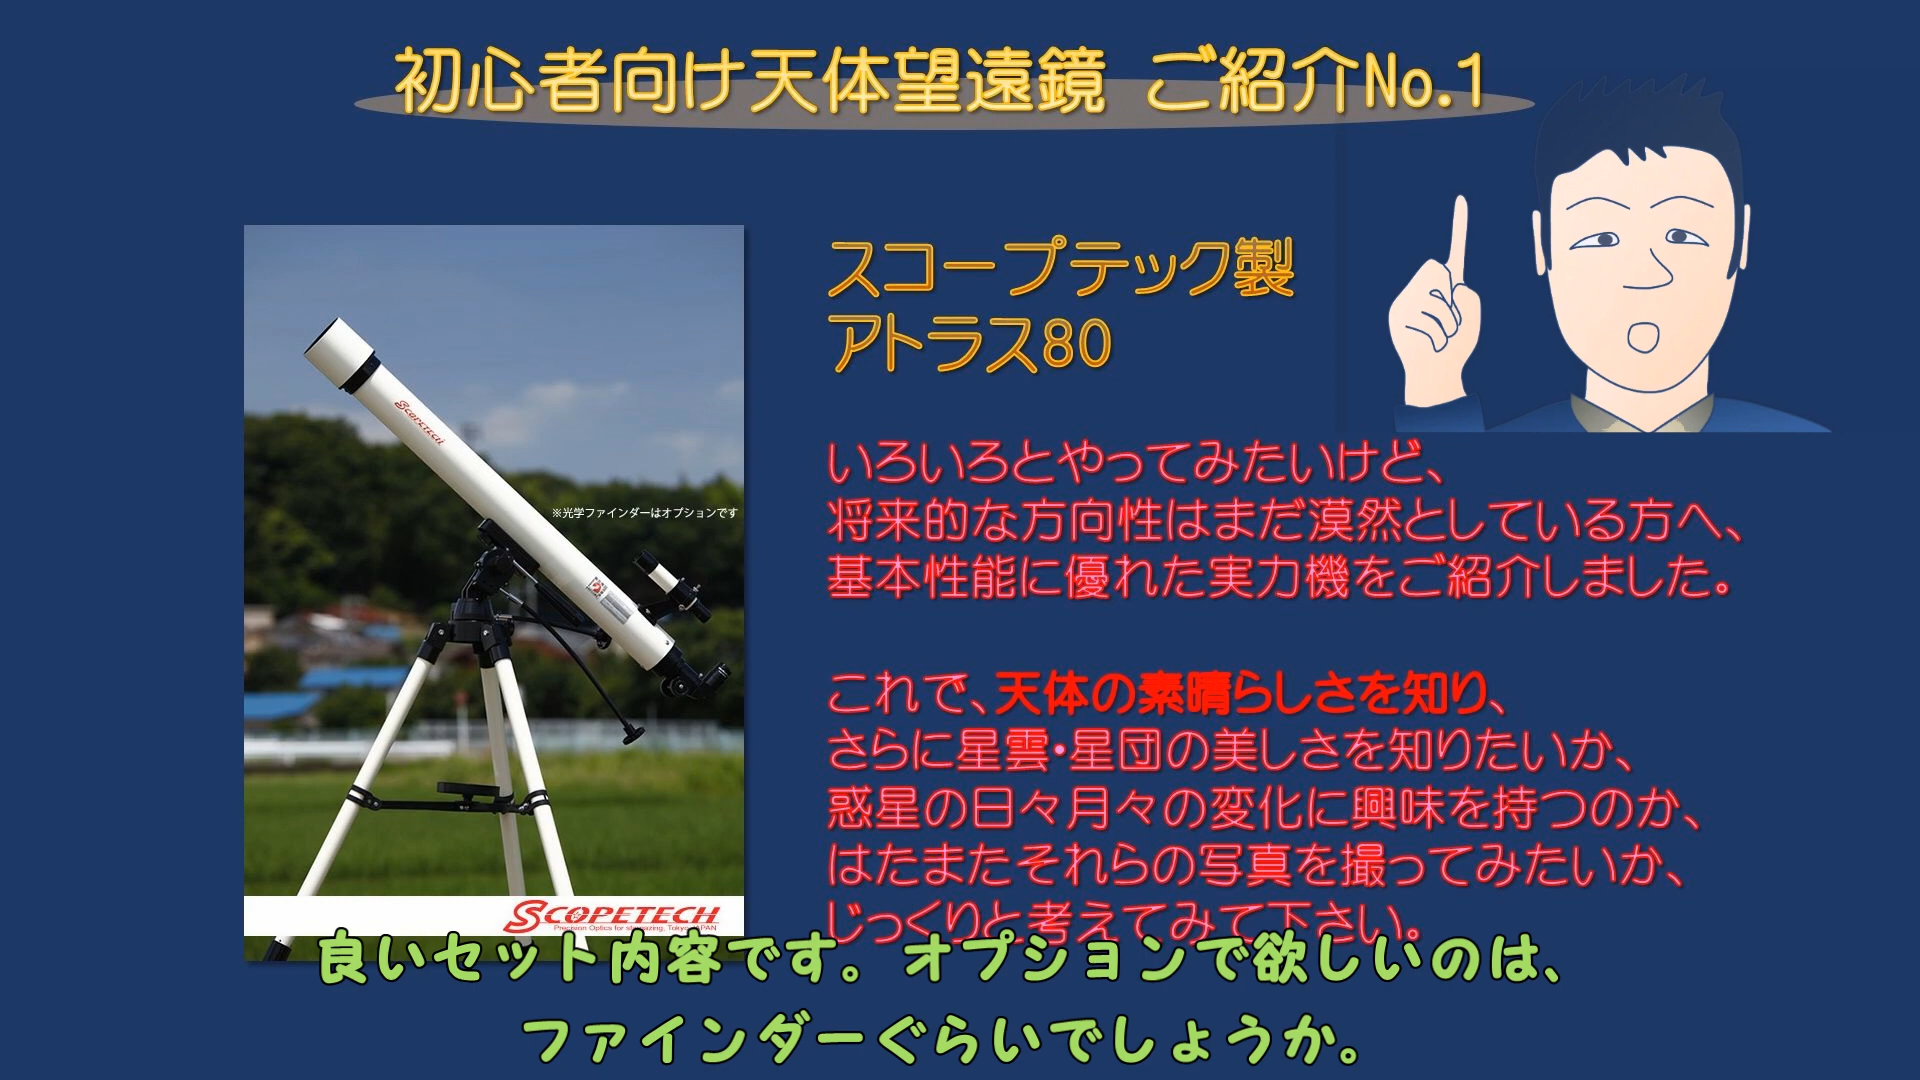 初心者向け天体望遠鏡 ご紹介No.1
スコープテック製
アトラス80
SCOPETECH
※光学ファインダーはオプションです
いろいろとやってみたいけど、
将来的な方向性はまだ漠然としている方へ、
基本性能に優れた実力機をご紹介しました。
これで、天体の素晴らしさを知り、
さらに星雲・星団の美しさを知りたいか、
惑星の日々月々の変化に興味を持つのか、
はたまたそれらの写真を撮ってみたいか、
じっくりと考えてみて下さい。
SCOPETECH
Precision Optics for stargazing, Tokyo JAPAN
良いセット内容です。オプションで欲しいのは、
ファインダーぐらいでしょうか。